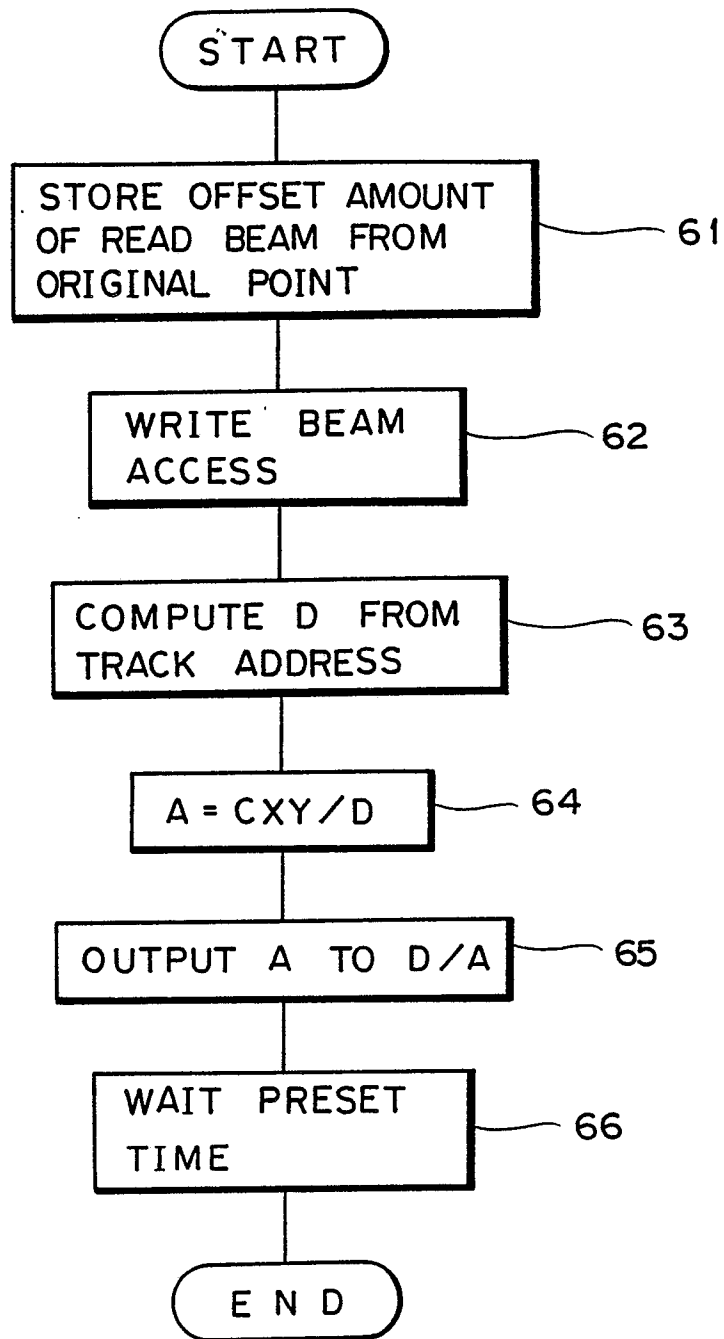 START
STORE OFFSET AMOUNT
OF READ BEAM FROM
ORIGINAL POINT
61
WRITE BEAM
ACCESS
62
COMPUTE D FROM
TRACK ADDRESS
63
A = CXY/D
64
OUTPUT A TO D/A
65
WAIT PRESET
TIME
66
END